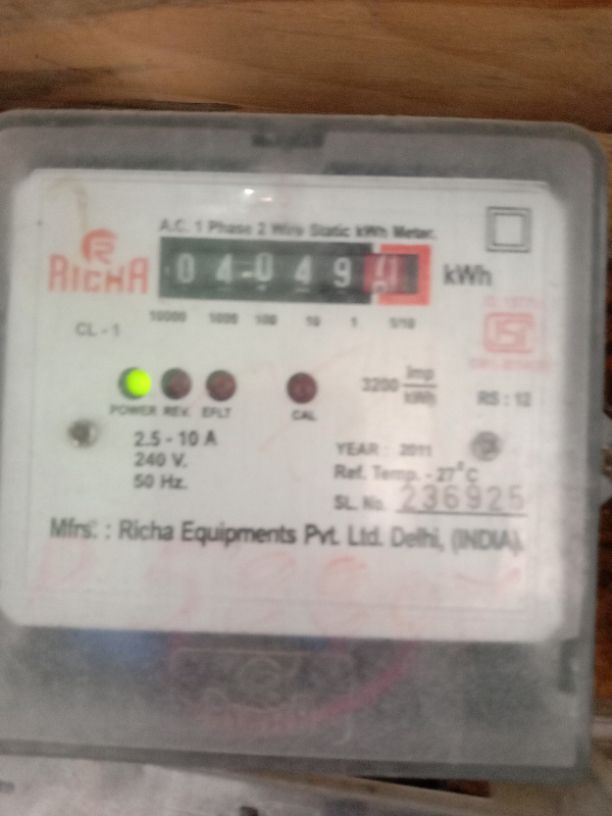 A.C. 1 Phase 2 Wire Static kWh Meter.
RICHA
04049
kWh
10000 1000 100 10 1 1/10
CL - 1
3200 Imp/kWh
RS : 12
POWER REV. EFLT CAL
2.5 - 10 A
240 V.
50 Hz.
YEAR : 2011
Ref. Temp. - 27°C
SL. No. 236925
Mfrs. : Richa Equipments Pvt. Ltd. Delhi, (INDIA).